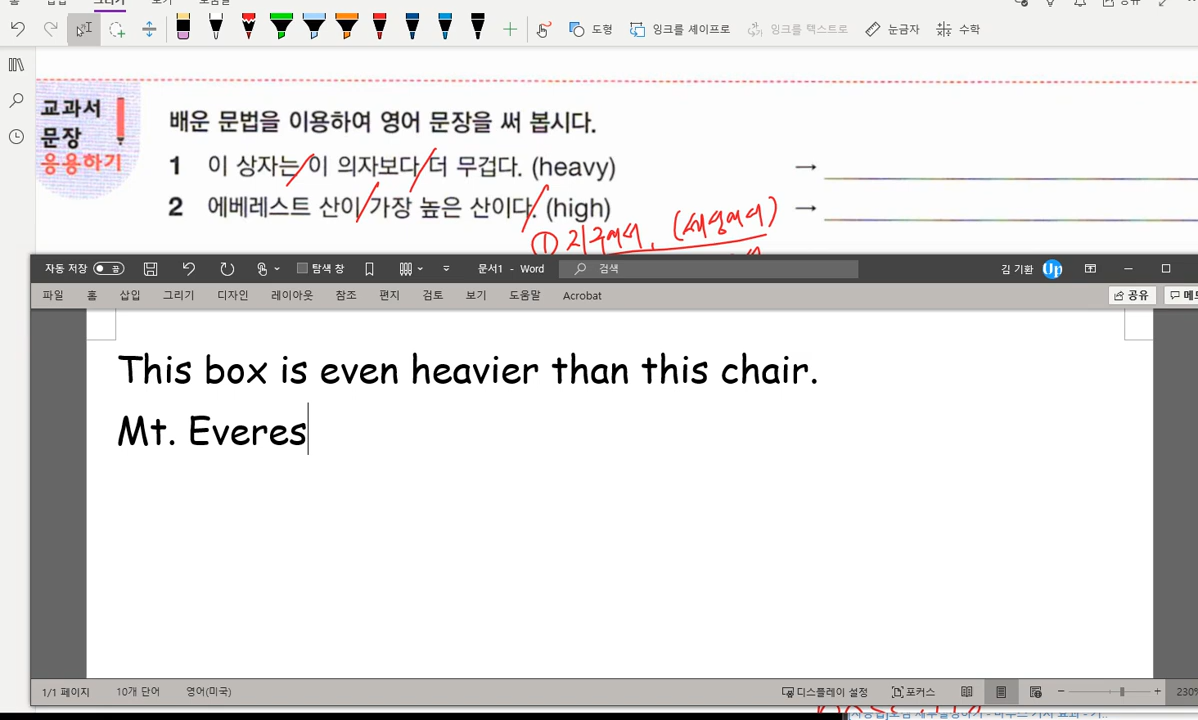 도형
잉크를 셰이프로
잉크를 텍스트로
눈금자
수학
교과서
문장
응용하기
배운 문법을 이용하여 영어 문장을 써 봅시다.
1 이 상자는 이 의자보다 더 무겁다. (heavy) →
2 에베레스트 산이 가장 높은 산이다. (high) →
① 지구에서, (세상에서)
자동 저장 끔 탐색 창 문서1 - Word 검색 김 기환 Up
파일 홈 삽입 그리기 디자인 레이아웃 참조 편지 검토 보기 도움말 Acrobat 공유
This box is even heavier than this chair.
Mt. Everes
1/1 페이지 10개 단어 영어(미국) 디스플레이 설정 포커스 230%